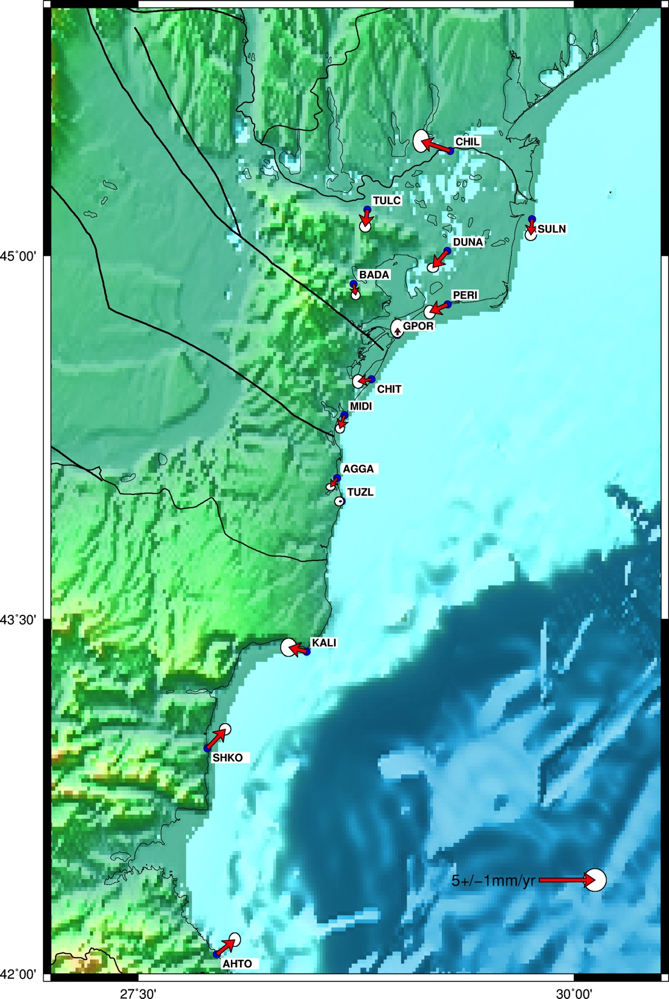 CHIL
TULC
SULN
DUNA
45°00'
BADA
PERI
GPOR
CHIT
MIDI
AGGA
TUZL
43°30'
KALI
SHKO
5+/−1mm/yr
AHTO
42°00'
27°30' 30°00'